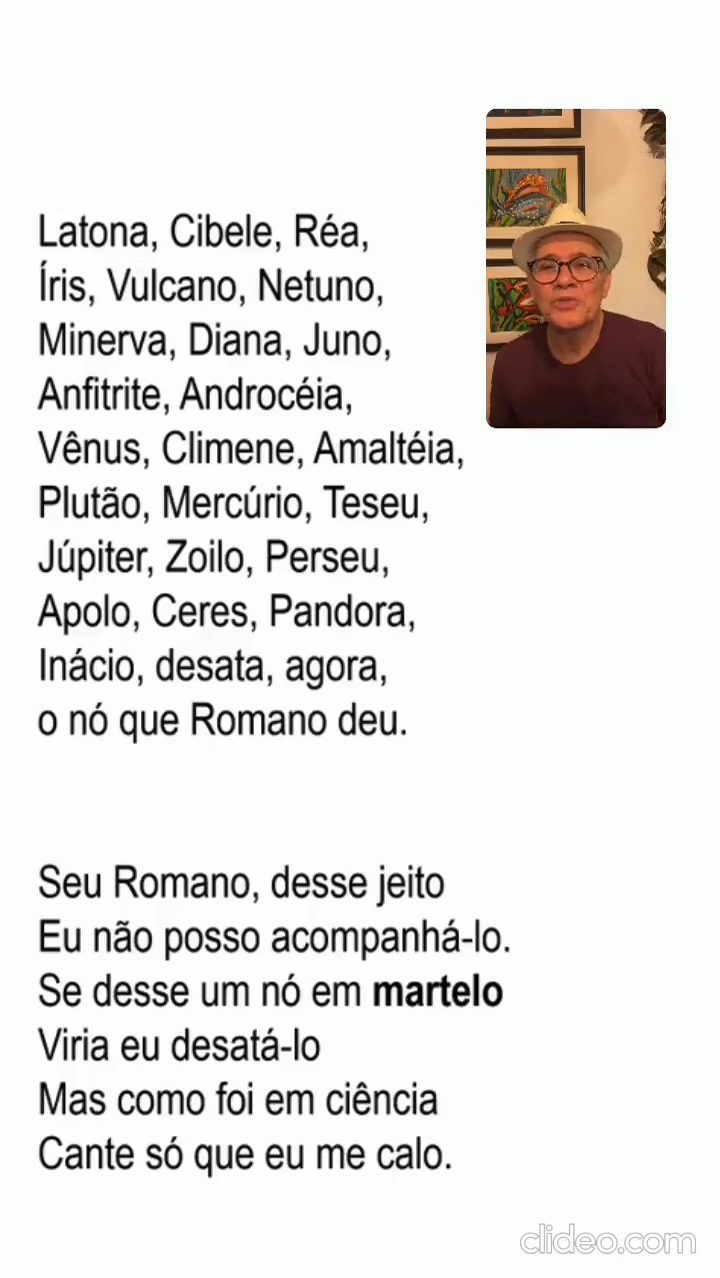 Latona, Cibele, Réa,
Íris, Vulcano, Netuno,
Minerva, Diana, Juno,
Anfitrite, Androcéia,
Vênus, Climene, Amaltéia,
Plutão, Mercúrio, Teseu,
Júpiter, Zoilo, Perseu,
Apolo, Ceres, Pandora,
Inácio, desata, agora,
o nó que Romano deu.
Seu Romano, desse jeito
Eu não posso acompanhá-lo.
Se desse um nó em martelo
Viria eu desatá-lo
Mas como foi em ciência
Cante só que eu me calo.
clideo.com